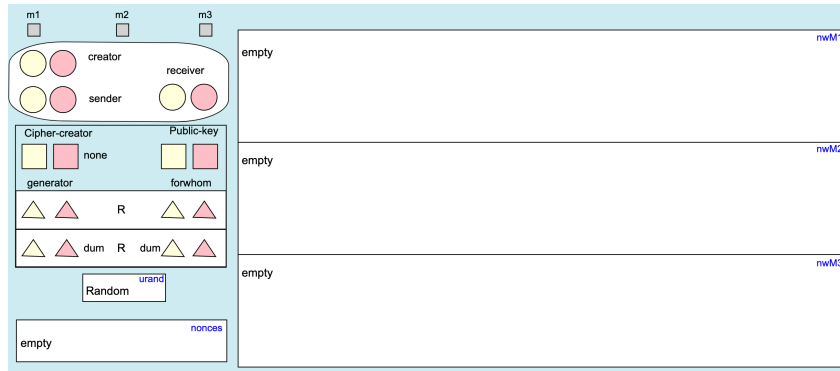 m1 m2 m3
nwM1
creator
empty
receiver
sender
Cipher-creator Public-key
nwM2
none
empty
generator forwhom
R
dum R dum
nwM3
empty
urand
Random
nonces
empty